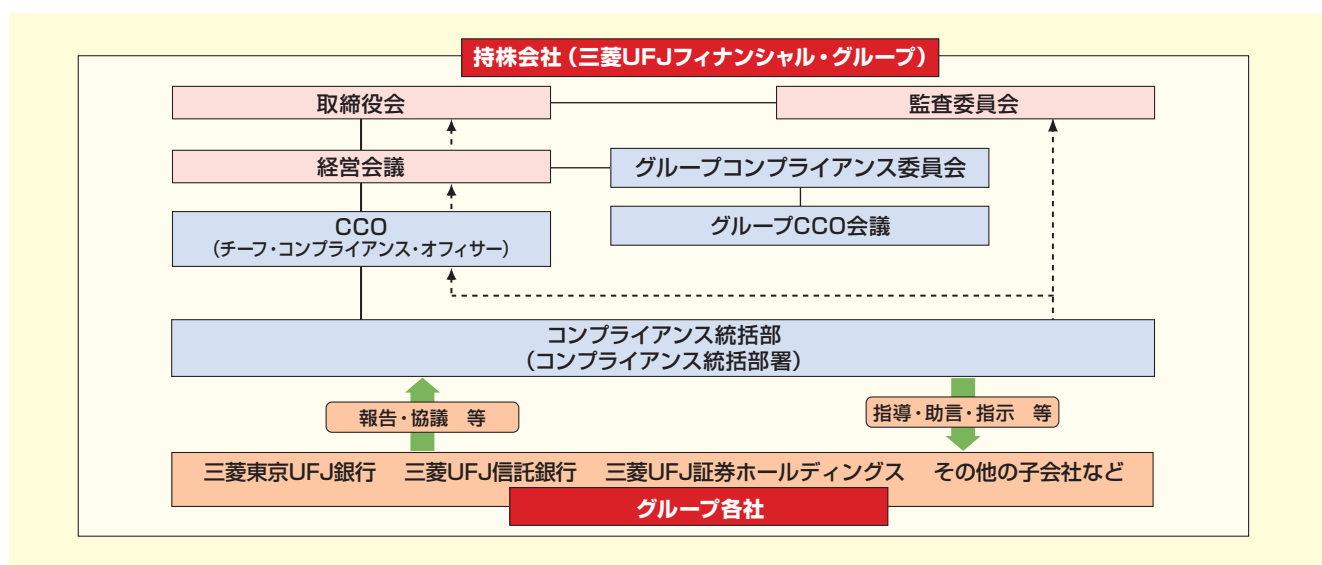 持株会社(三菱UFJフィナンシャル・グループ)
取締役会
監査委員会
経営会議
グループコンプライアンス委員会
CCO
(チーフ・コンプライアンス・オフィサー)
グループCCO会議
コンプライアンス統括部
(コンプライアンス統括部署)
報告・協議 等
指導・助言・指示 等
三菱東京UFJ銀行 三菱UFJ信託銀行 三菱UFJ証券ホールディングス その他の子会社など
グループ各社